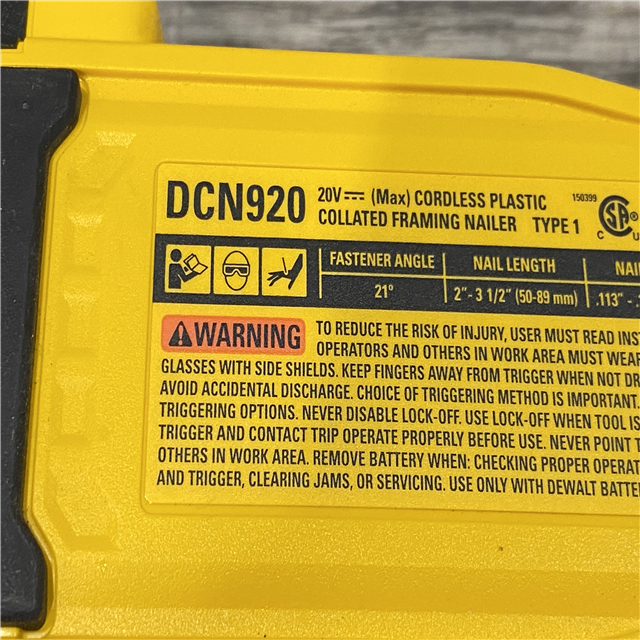 DCN920 20V (Max) CORDLESS PLASTIC 150399
COLLATED FRAMING NAILER TYPE 1
FASTENER ANGLE NAIL LENGTH
21° 2"- 3 1/2" (50-89 mm) .113" -
WARNING TO REDUCE THE RISK OF INJURY, USER MUST READ
OPERATORS AND OTHERS IN WORK AREA MUST WEAR
GLASSES WITH SIDE SHIELDS. KEEP FINGERS AWAY FROM TRIGGER WHEN NOT
AVOID ACCIDENTAL DISCHARGE. CHOICE OF TRIGGERING METHOD IS IMPORTANT.
TRIGGERING OPTIONS. NEVER DISABLE LOCK-OFF. USE LOCK-OFF WHEN TOOL IS
TRIGGER AND CONTACT TRIP OPERATE PROPERLY BEFORE USE. NEVER POINT
OTHERS IN WORK AREA. REMOVE BATTERY WHEN: CHECKING PROPER
AND TRIGGER, CLEARING JAMS, OR SERVICING. USE ONLY WITH DEWALT